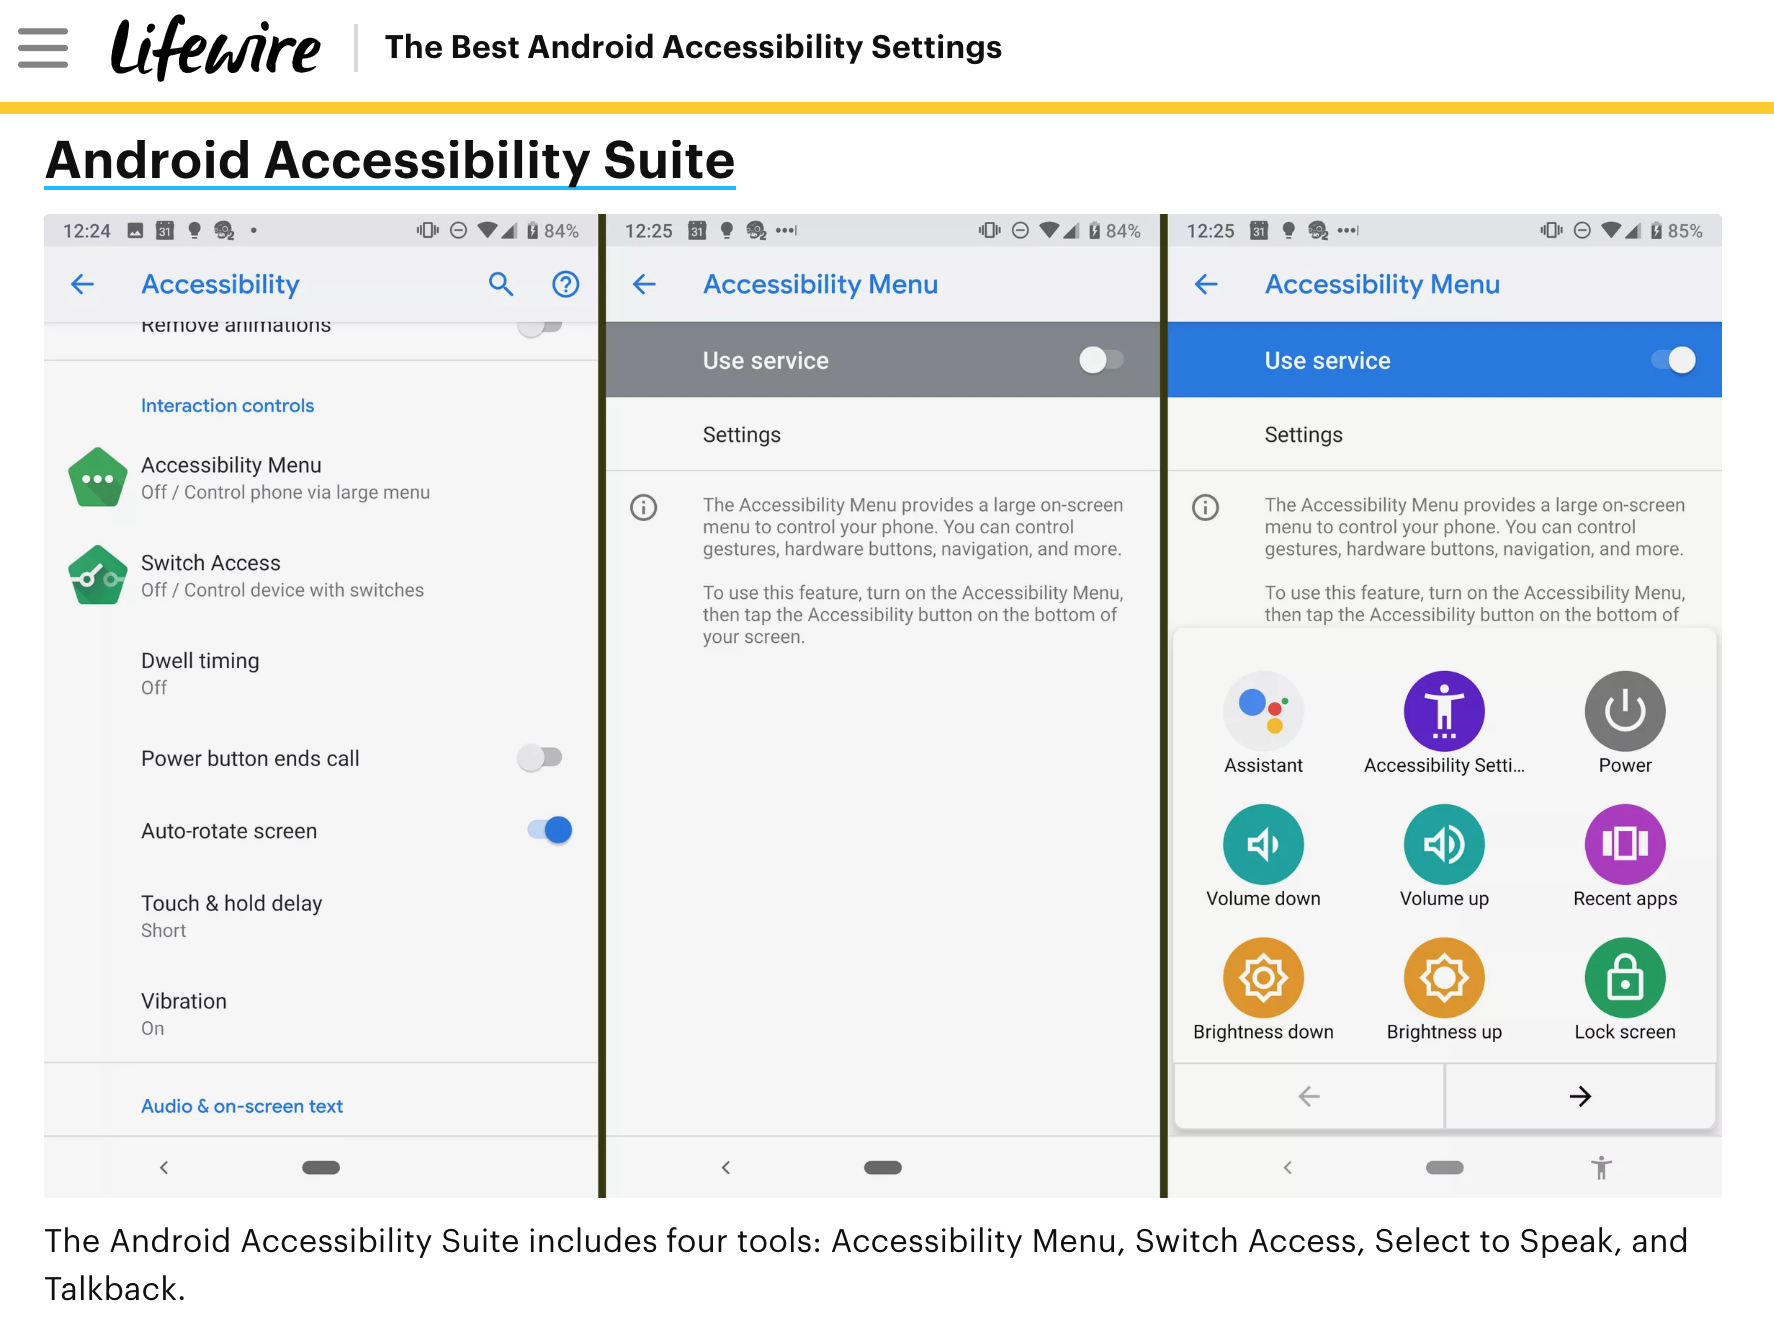 Lifewire
The Best Android Accessibility Settings
Android Accessibility Suite
12:24
31
84%
Accessibility
Remove animations
Interaction controls
Accessibility Menu
Off / Control phone via large menu
Switch Access
Off / Control device with switches
Dwell timing
Off
Power button ends call
Auto-rotate screen
Touch & hold delay
Short
Vibration
On
Audio & on-screen text
12:25
31
84%
Accessibility Menu
Use service
Settings
The Accessibility Menu provides a large on-screen
menu to control your phone. You can control
gestures, hardware buttons, navigation, and more.
To use this feature, turn on the Accessibility Menu,
then tap the Accessibility button on the bottom of
your screen.
12:25
31
85%
Accessibility Menu
Use service
Settings
The Accessibility Menu provides a large on-screen
menu to control your phone. You can control
gestures, hardware buttons, navigation, and more.
To use this feature, turn on the Accessibility Menu,
then tap the Accessibility button on the bottom of
Assistant
Accessibility Setti...
Power
Volume down
Volume up
Recent apps
Brightness down
Brightness up
Lock screen
The Android Accessibility Suite includes four tools: Accessibility Menu, Switch Access, Select to Speak, and
Talkback.